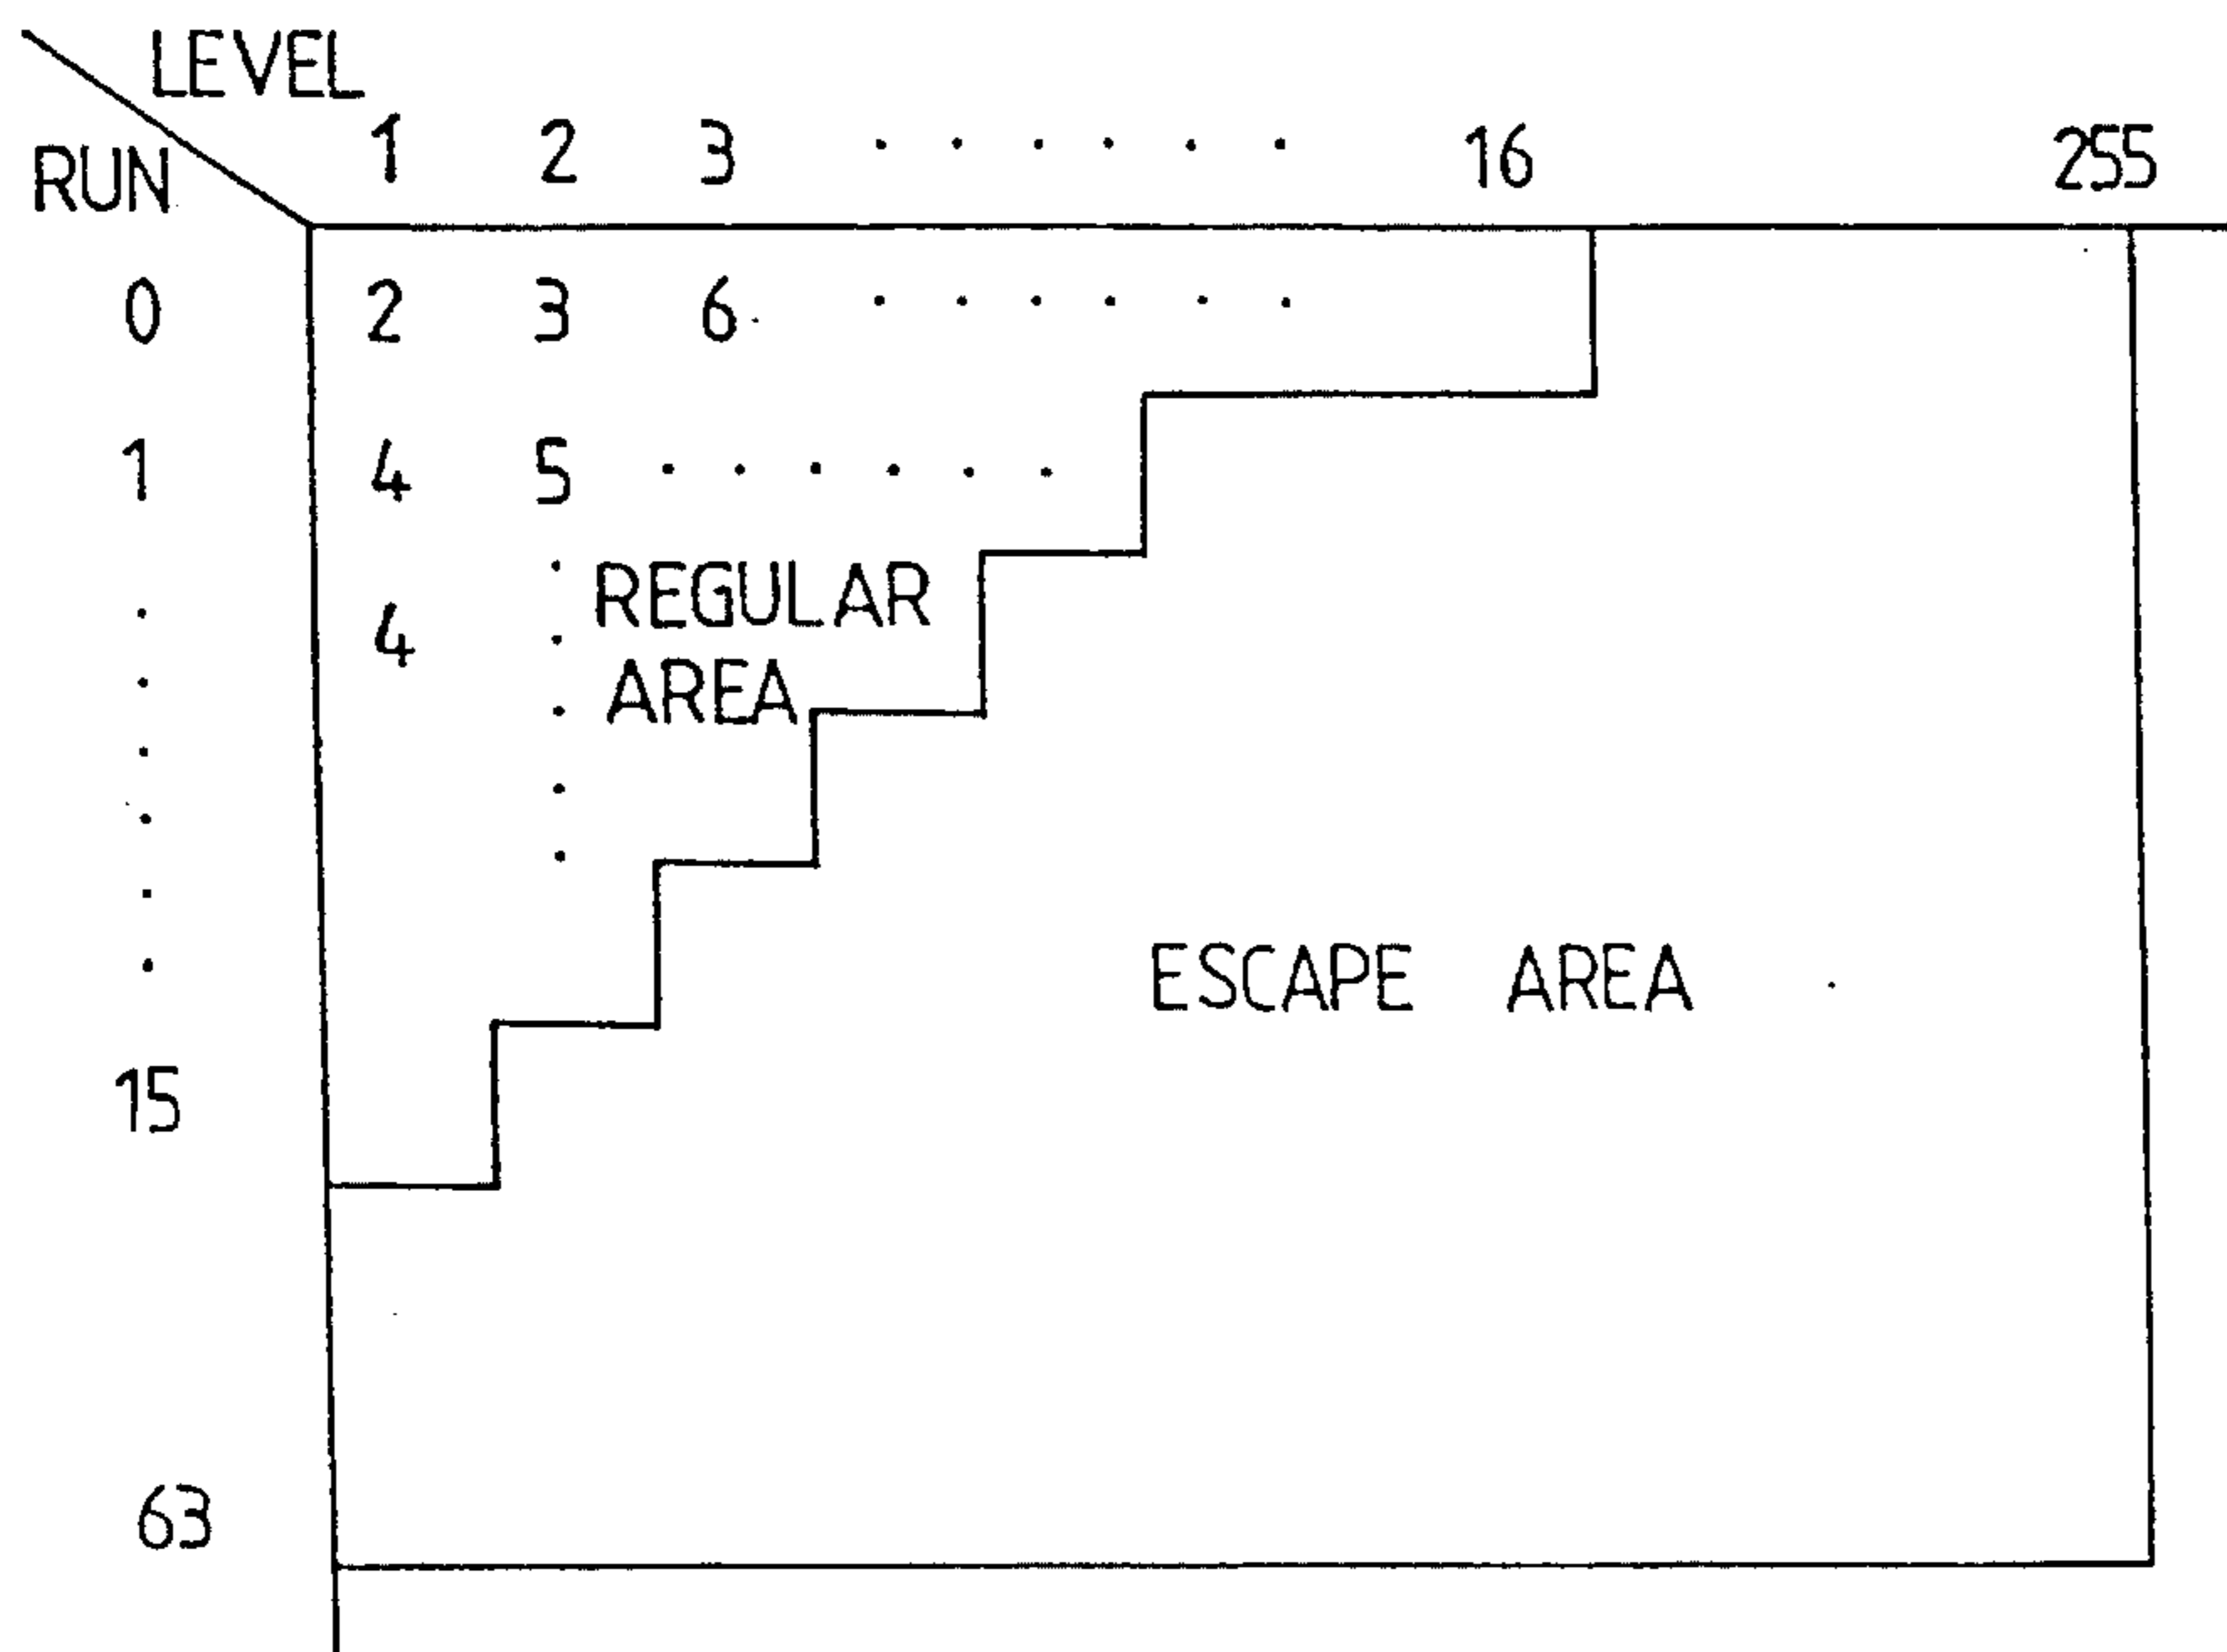 LEVEL
RUN
1 2 3 . . . . . . 16 255
0 2 3 6 . . . . . .
1 4 5 . . . . . .
REGULAR
4
AREA
ESCAPE AREA
15
63